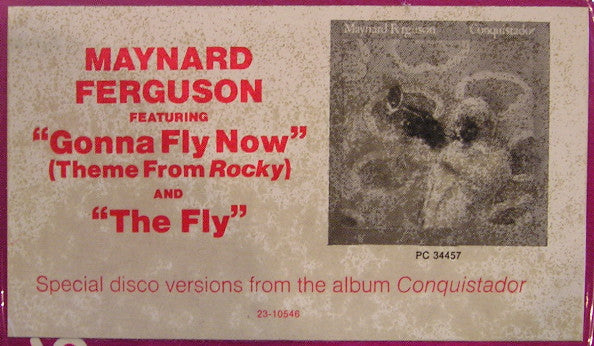 MAYNARD
FERGUSON
FEATURING
“Gonna Fly Now”
(Theme From Rocky)
AND
“The Fly”
Maynard Ferguson Conquistador
PC 34457
Special disco versions from the album Conquistador
23-10546